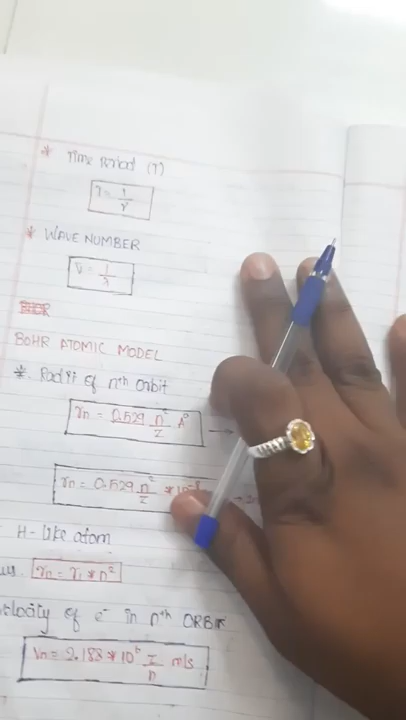 * Time Period (T)
T = 1/ν
* WAVE NUMBER
ν̄ = 1/λ
BOHR ATOMIC MODEL
* Radii of nth orbit
rn = 0.529 n²/Z A°
rn = 0.529 n²/Z * 10⁻⁸
H-like atom
rn = r1 * n²
velocity of e⁻ in nth ORBIT
Vn = 2.183 * 10⁶ Z/n m/s